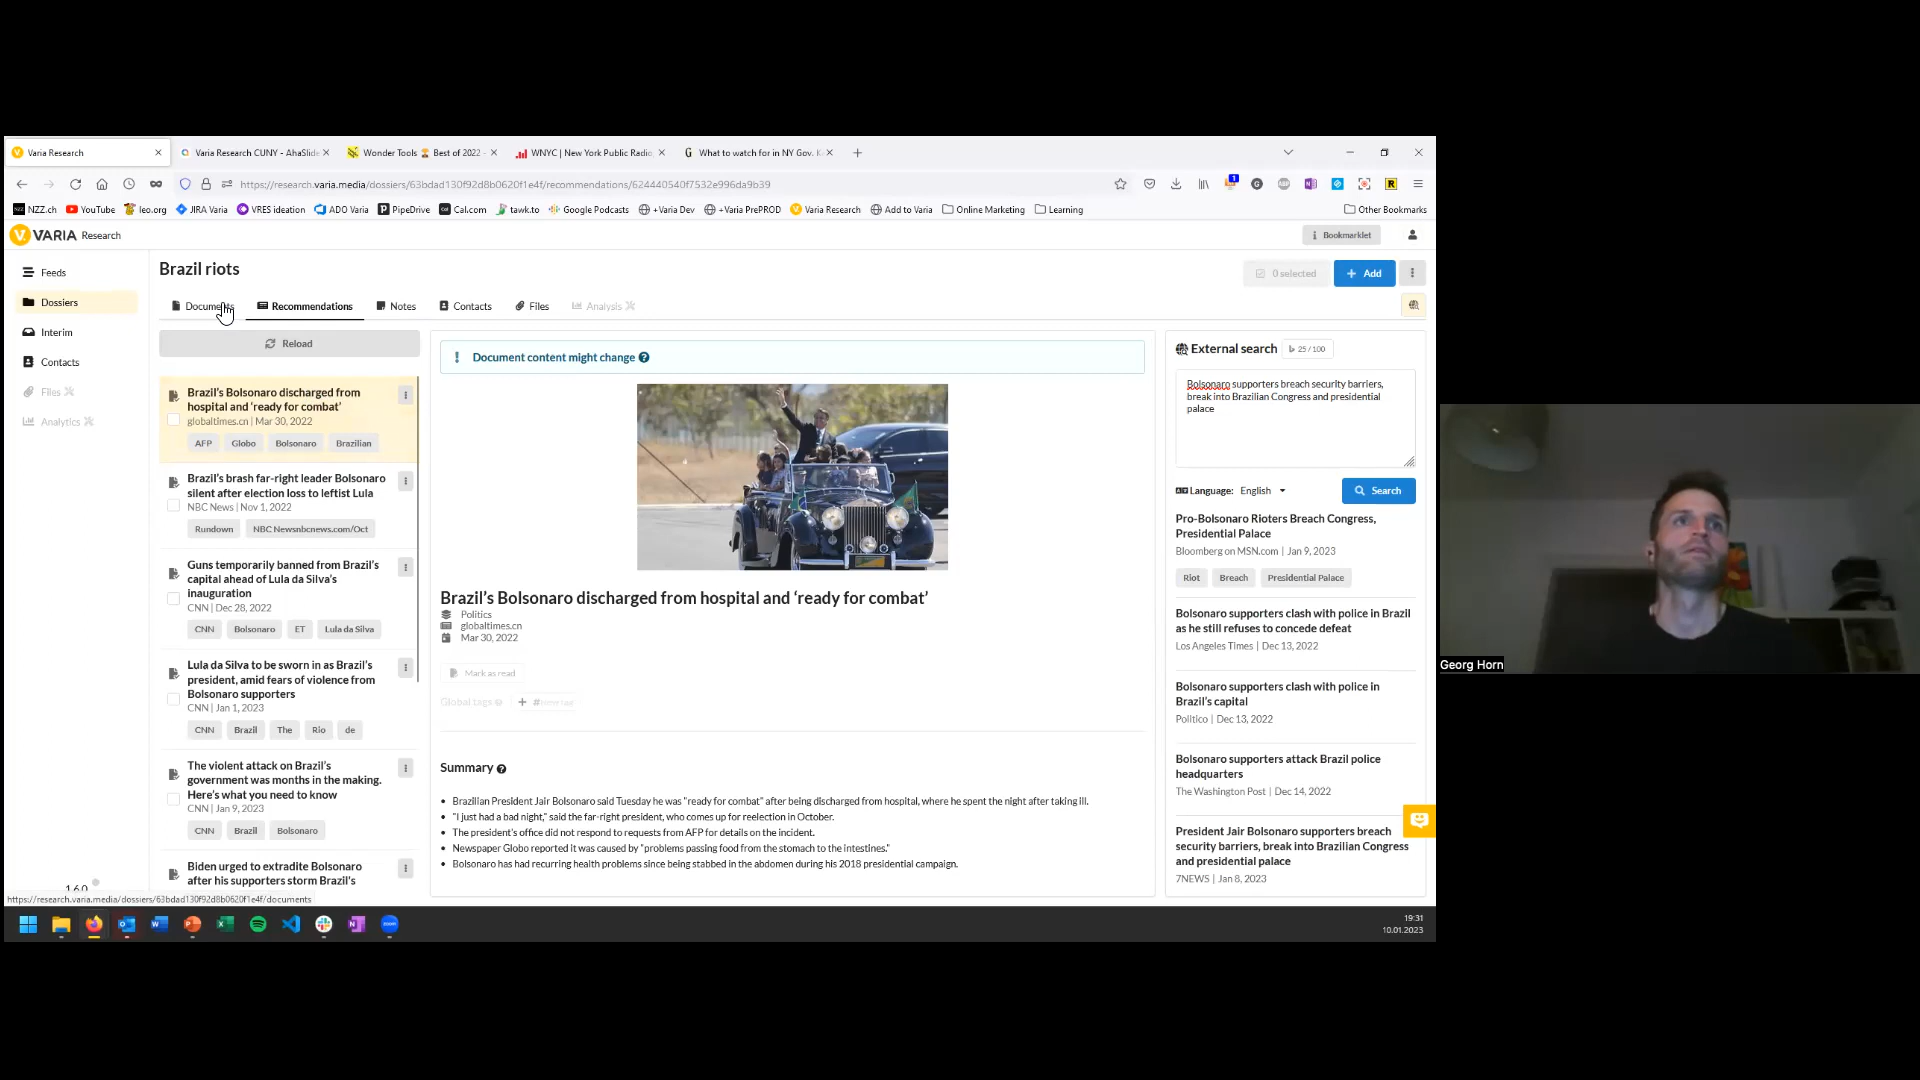 Varia Research
Varia Research CUNY - AhaSlide
Wonder Tools 🏆 Best of 2022 -
WNYC | New York Public Radio,
What to watch for in NY Gov. K
https://research.varia.media/dossiers/63bdad130f92d8b0620f1e4f/recommendations/624440540f7532e996da9b39
1
NZZ.ch
YouTube
leo.org
JIRA Varia
VRES ideation
ADO Varia
PipeDrive
Cal.com
tawk.to
Google Podcasts
+Varia Dev
+Varia PrePROD
Varia Research
Add to Varia
Online Marketing
Learning
Other Bookmarks
VARIA Research
Bookmarklet
Feeds
Dossiers
Interim
Contacts
Files
Analytics
1.6.0
Brazil riots
0 selected
+ Add
Documents
Recommendations
Notes
Contacts
Files
Analysis
Reload
Brazil's Bolsonaro discharged from
hospital and ‘ready for combat’
globaltimes.cn | Mar 30, 2022
AFP Globo Bolsonaro Brazilian
Brazil's brash far-right leader Bolsonaro
silent after election loss to leftist Lula
NBC News | Nov 1, 2022
Rundown NBC Newsnbcnews.com/Oct
Guns temporarily banned from Brazil's
capital ahead of Lula da Silva's
inauguration
CNN | Dec 28, 2022
CNN Bolsonaro ET Lula da Silva
Lula da Silva to be sworn in as Brazil's
president, amid fears of violence from
Bolsonaro supporters
CNN | Jan 1, 2023
CNN Brazil The Rio de
The violent attack on Brazil's
government was months in the making.
Here's what you need to know
CNN | Jan 9, 2023
CNN Brazil Bolsonaro
Biden urged to extradite Bolsonaro
after his supporters storm Brazil's
Document content might change
Brazil's Bolsonaro discharged from hospital and ‘ready for combat’
Politics
globaltimes.cn
Mar 30, 2022
Mark as read
Global tags
+ #New tag
Summary
• Brazilian President Jair Bolsonaro said Tuesday he was "ready for combat" after being discharged from hospital, where he spent the night after taking ill.
• "I just had a bad night," said the far-right president, who comes up for reelection in October.
• The president's office did not respond to requests from AFP for details on the incident.
• Newspaper Globo reported it was caused by "problems passing food from the stomach to the intestines."
• Bolsonaro has had recurring health problems since being stabbed in the abdomen during his 2018 presidential campaign.
External search
25 / 100
Bolsonaro supporters breach security barriers,
break into Brazilian Congress and presidential
palace
Language: English
Search
Pro-Bolsonaro Rioters Breach Congress,
Presidential Palace
Bloomberg on MSN.com | Jan 9, 2023
Riot Breach Presidential Palace
Bolsonaro supporters clash with police in Brazil
as he still refuses to concede defeat
Los Angeles Times | Dec 13, 2022
Bolsonaro supporters clash with police in
Brazil's capital
Politico | Dec 13, 2022
Bolsonaro supporters attack Brazil police
headquarters
The Washington Post | Dec 14, 2022
President Jair Bolsonaro supporters breach
security barriers, break into Brazilian Congress
and presidential palace
7NEWS | Jan 8, 2023
https://research.varia.media/dossiers/63bdad130f92d8b0620f1e4f/documents
19:31
10.01.2023
Georg Horn